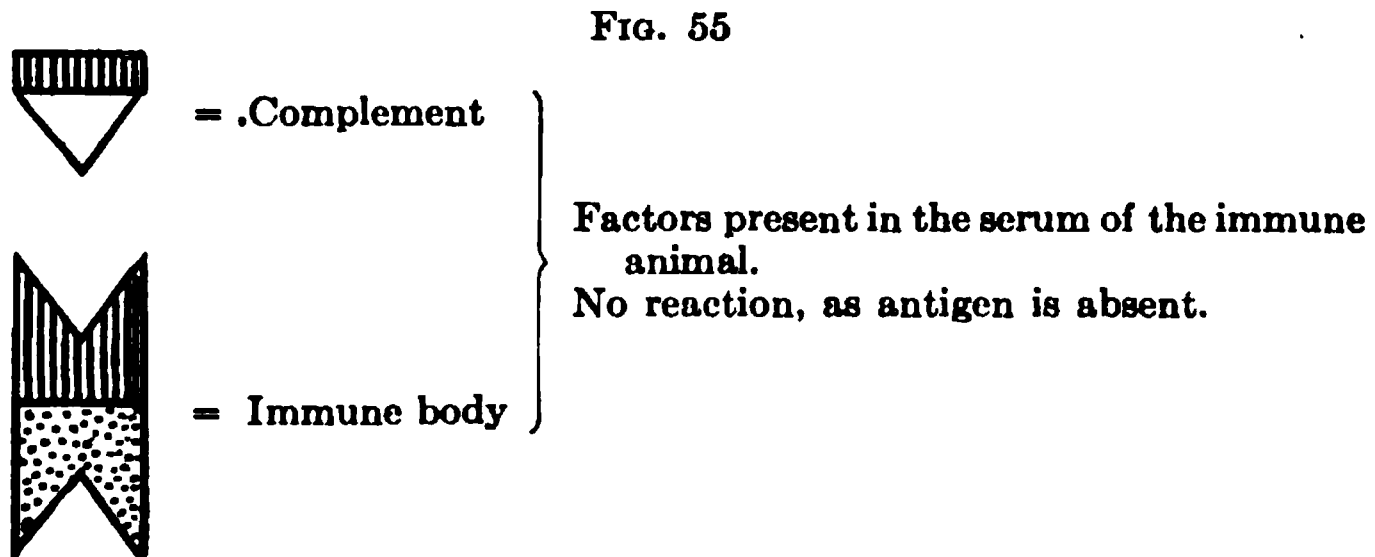 FIG. 55
= .Complement
Factors present in the serum of the immune
animal.
No reaction, as antigen is absent.
= Immune body